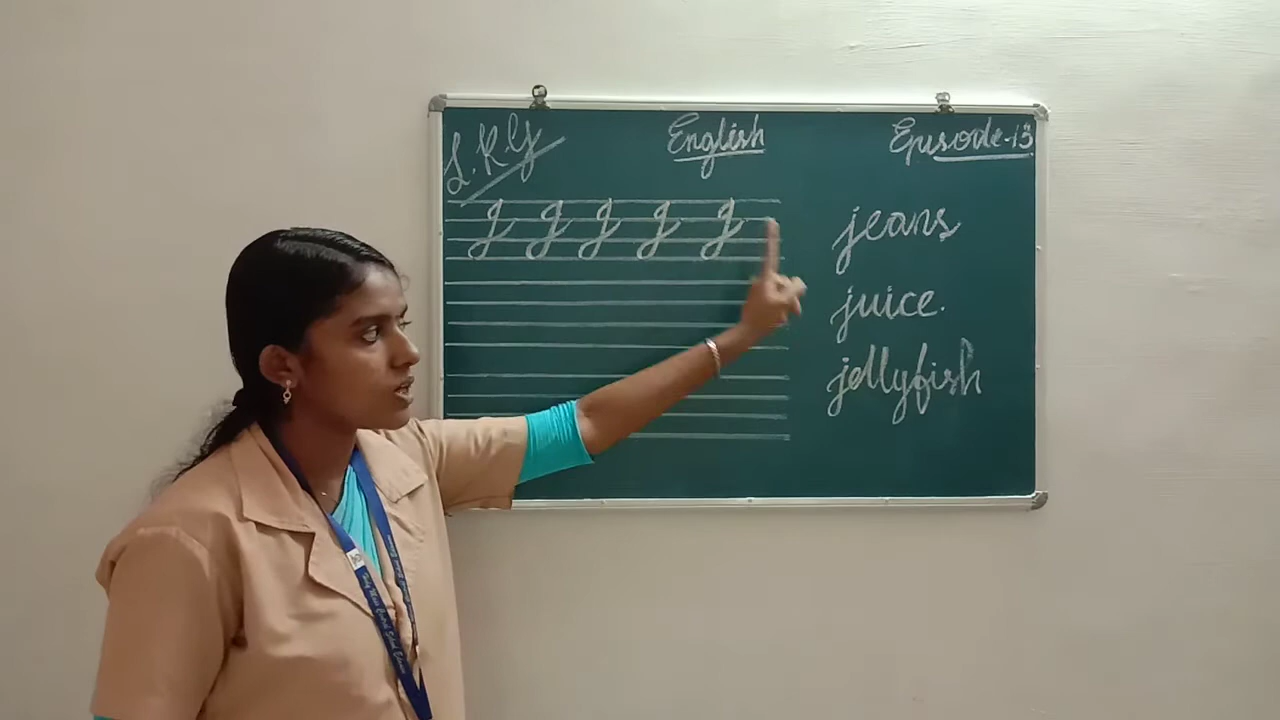 L.K.G
English
Episode-13
J J J J J
jeans
juice.
jellyfish